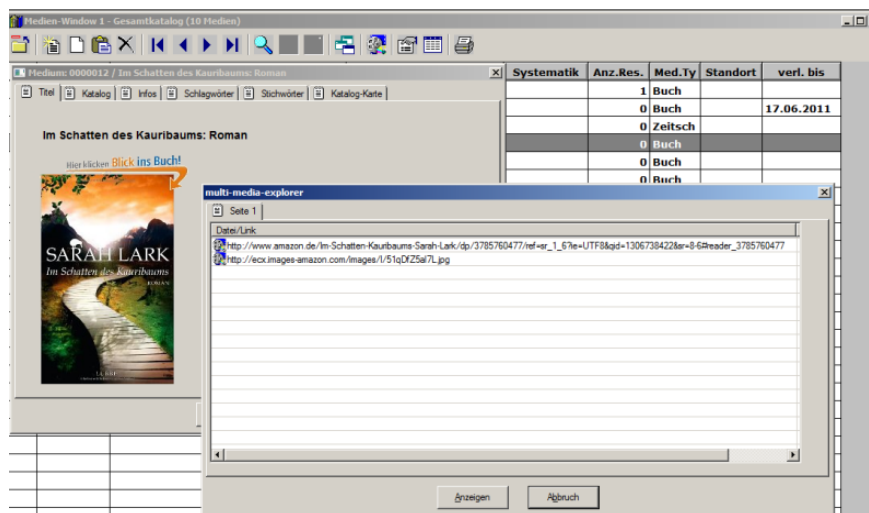 Medien-Window 1 - Gesamtkatalog (10 Medien)
Medium: 0000012 / Im Schatten des Kauribaums: Roman
Titel Katalog Infos Schlagwörter Stichwörter Katalog-Karte
Im Schatten des Kauribaums: Roman
Hier klicken Blick ins Buch!
SARAH LARK
Im Schatten des Kauribaums
ROMAN
Systematik Anz.Res. Med.Ty Standort verl. bis
1 Buch
0 Buch 17.06.2011
0 Zeitsch
0 Buch
0 Buch
0 Buch
multi-media-explorer
Seite 1
Datei/Link
http://www.amazon.de/Im-Schatten-Kauribaums-Sarah-Lark/dp/3785760477/ref=sr_1_6?ie=UTF8&qid=1306738422&sr=8-6#reader_3785760477
http://ecx.images-amazon.com/images/I/51qDfZ5al7L.jpg
Anzeigen Abbruch